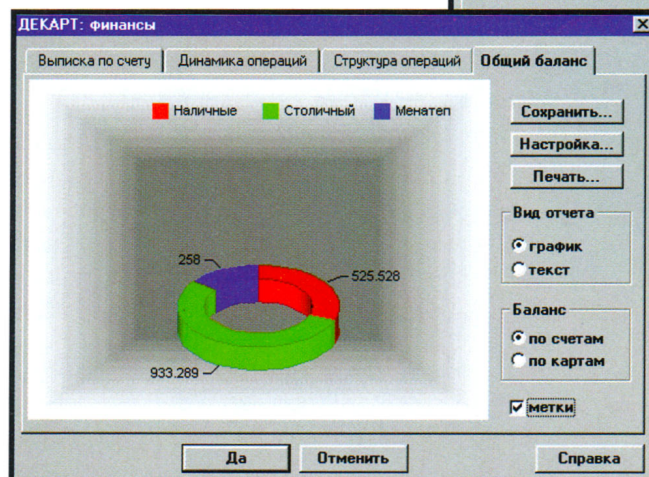 ДЕКАРТ: финансы
Выписка по счету
Динамика операций
Структура операций
Общий баланс
Наличные
Столичный
Менатеп
258
525.528
933.289
Сохранить...
Настройка...
Печать...
Вид отчета
график
текст
Баланс
по счетам
по картам
метки
Да
Отменить
Справка